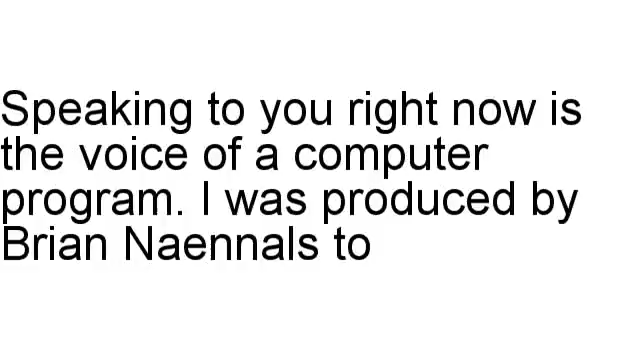 Speaking to you right now is
the voice of a computer
program. I was produced by
Brian Naennals to